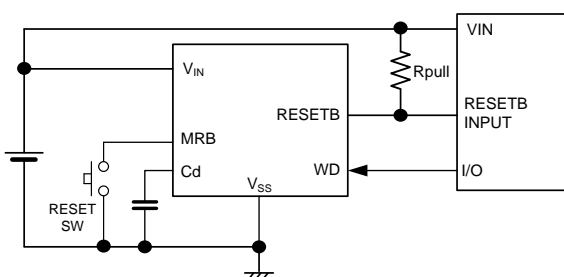 VIN
VIN
Rpull
RESETB
RESETB
INPUT
MRB
Cd
WD
I/O
VSS
RESET
SW